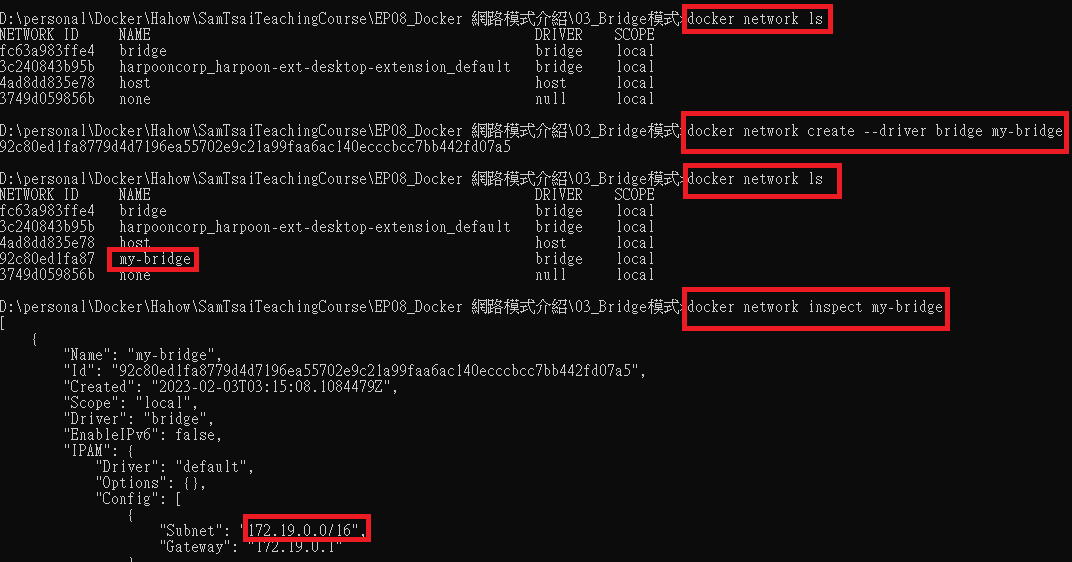 D:\personal\Docker\Hahow\SamTsaiTeachingCourse\EP08_Docker 網路模式介紹\03_Bridge模式>docker network ls
NETWORK ID NAME DRIVER SCOPE
fc63a983ffe4 bridge bridge local
3c240843b95b harpooncorp_harpoon-ext-desktop-extension_default bridge local
4ad8dd835e78 host host local
3749d059856b none null local
D:\personal\Docker\Hahow\SamTsaiTeachingCourse\EP08_Docker 網路模式介紹\03_Bridge模式>docker network create --driver bridge my-bridge
92c80ed1fa8779d4d7196ea55702e9c21a99faa6ac140ecccbcc7bb442fd07a5
D:\personal\Docker\Hahow\SamTsaiTeachingCourse\EP08_Docker 網路模式介紹\03_Bridge模式>docker network ls
NETWORK ID NAME DRIVER SCOPE
fc63a983ffe4 bridge bridge local
3c240843b95b harpooncorp_harpoon-ext-desktop-extension_default bridge local
4ad8dd835e78 host host local
92c80ed1fa87 my-bridge bridge local
3749d059856b none null local
D:\personal\Docker\Hahow\SamTsaiTeachingCourse\EP08_Docker 網路模式介紹\03_Bridge模式>docker network inspect my-bridge
[
{
"Name": "my-bridge",
"Id": "92c80ed1fa8779d4d7196ea55702e9c21a99faa6ac140ecccbcc7bb442fd07a5",
"Created": "2023-02-03T03:15:08.1084479Z",
"Scope": "local",
"Driver": "bridge",
"EnableIPv6": false,
"IPAM": {
"Driver": "default",
"Options": {},
"Config": [
{
"Subnet": "172.19.0.0/16",
"Gateway": "172.19.0.1"